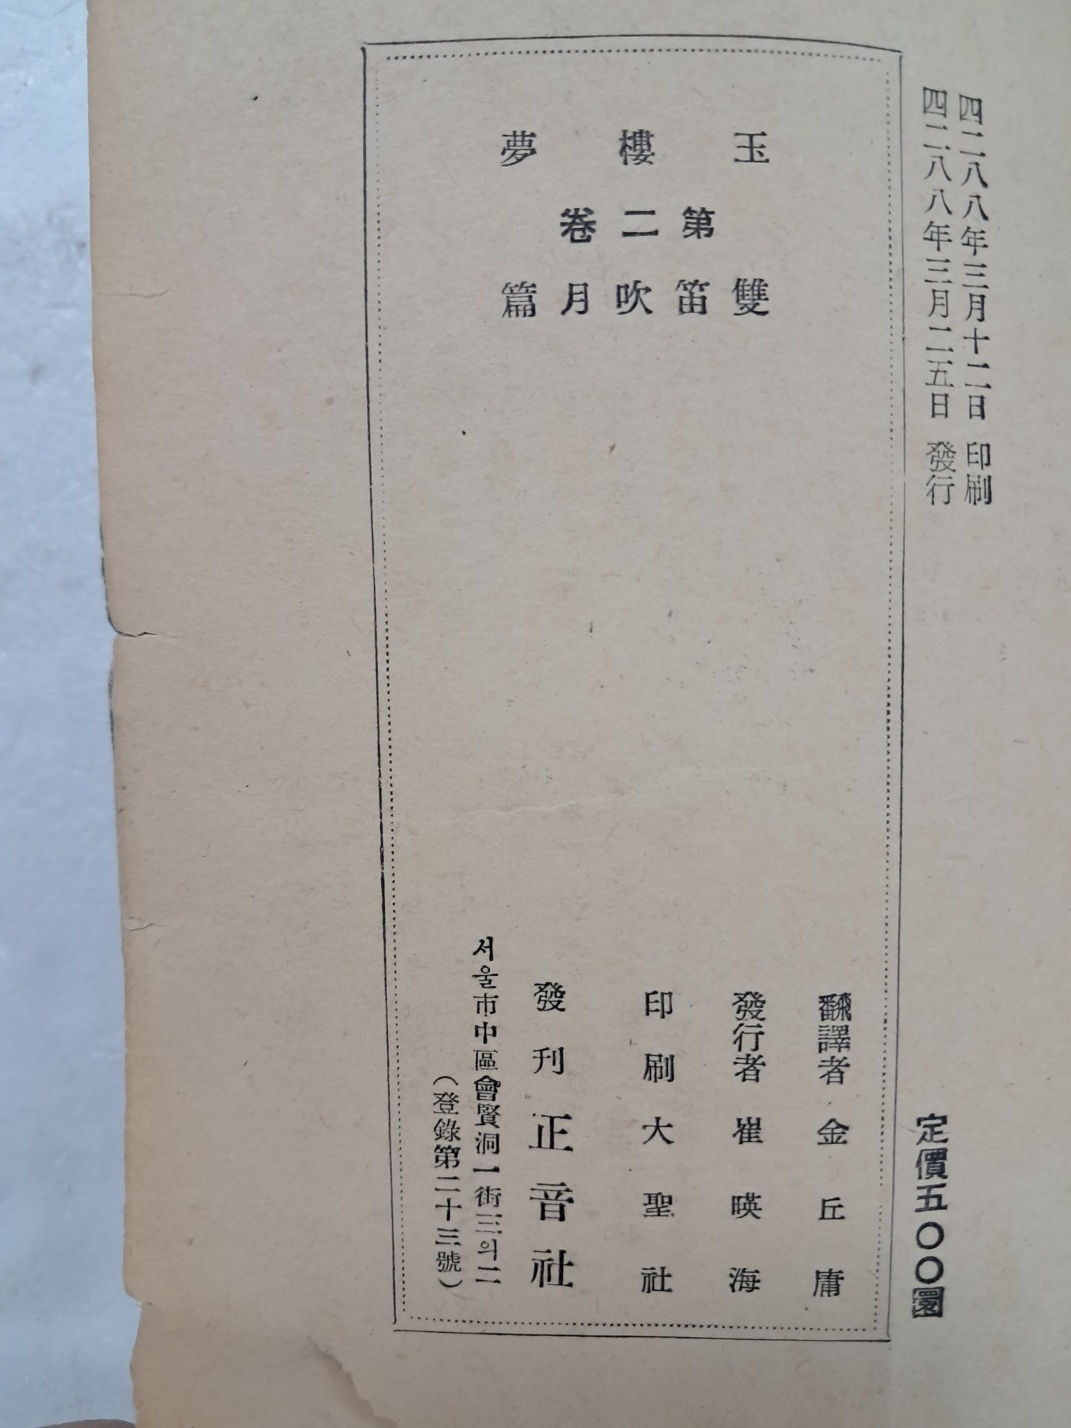 四二八八年三月十二日 印刷
四二八八年三月二五日 發行
定價五〇〇圜
玉樓夢
第二卷
雙笛吹月篇
飜譯者 金丘庸
發行者 崔暎海
印刷 大聖社
發刊 正音社
서울市中區會賢洞一街三의二
(登錄第二十三號)